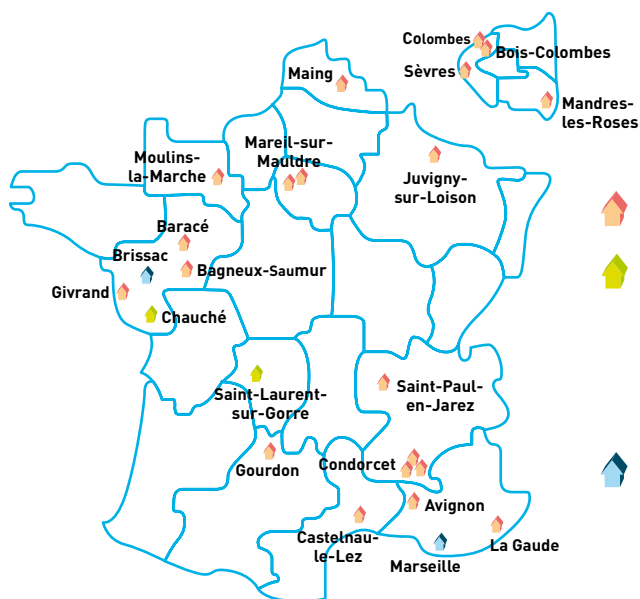 Colombes
Bois-Colombes
Sèvres
Maing
Mandres-
les-Roses
Mareil-sur-
Mauldre
Moulins-
la-Marche
Juvigny-
sur-Loison
Baracé
Brissac
Bagneux-Saumur
Givrand
Chauché
Saint-Laurent-
sur-Gorre
Saint-Paul-
en-Jarez
Gourdon
Condorcet
Avignon
Castelnau-
le-Lez
La Gaude
Marseille